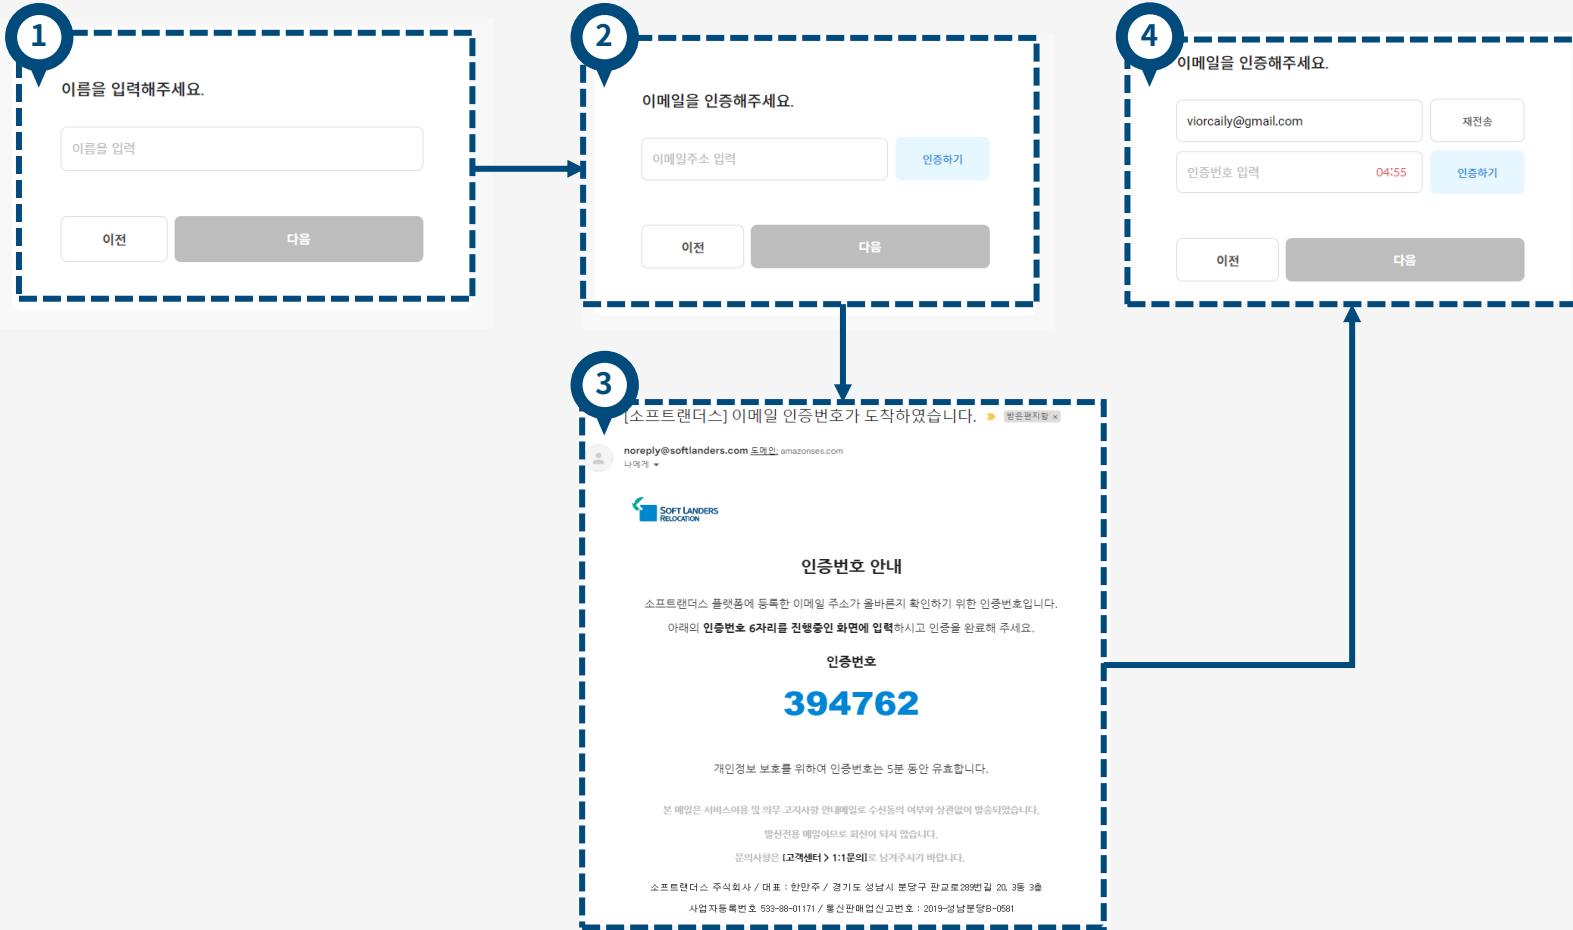 1
이름을 입력해주세요.
이름을 입력
이전
다음
2
이메일을 인증해주세요.
이메일주소 입력
인증하기
이전
다음
3
[소프트랜더스] 이메일 인증번호가 도착하였습니다.
받은편지함 ×
noreply@softlanders.com 도메인: amazonses.com
나에게
SOFT LANDERS
RELOCATION
인증번호 안내
소프트랜더스 플랫폼에 등록한 이메일 주소가 올바른지 확인하기 위한 인증번호입니다.
아래의 인증번호 6자리를 진행중인 화면에 입력하시고 인증을 완료해 주세요.
인증번호
394762
개인정보 보호를 위하여 인증번호는 5분 동안 유효합니다.
본 메일은 서비스이용 및 의무 고지사항 안내메일로 수신동의 여부와 상관없이 발송되었습니다.
발신전용 메일이므로 회신이 되지 않습니다.
문의사항은 [고객센터 > 1:1문의]로 남겨주시기 바랍니다.
소프트랜더스 주식회사 / 대표 : 한만주 / 경기도 성남시 분당구 판교로289번길 20, 3동 3층
사업자등록번호 533-88-01171 / 통신판매업신고번호 : 2019-성남분당B-0581
4
이메일을 인증해주세요.
viorcaily@gmail.com
재전송
인증번호 입력
04:55
인증하기
이전
다음